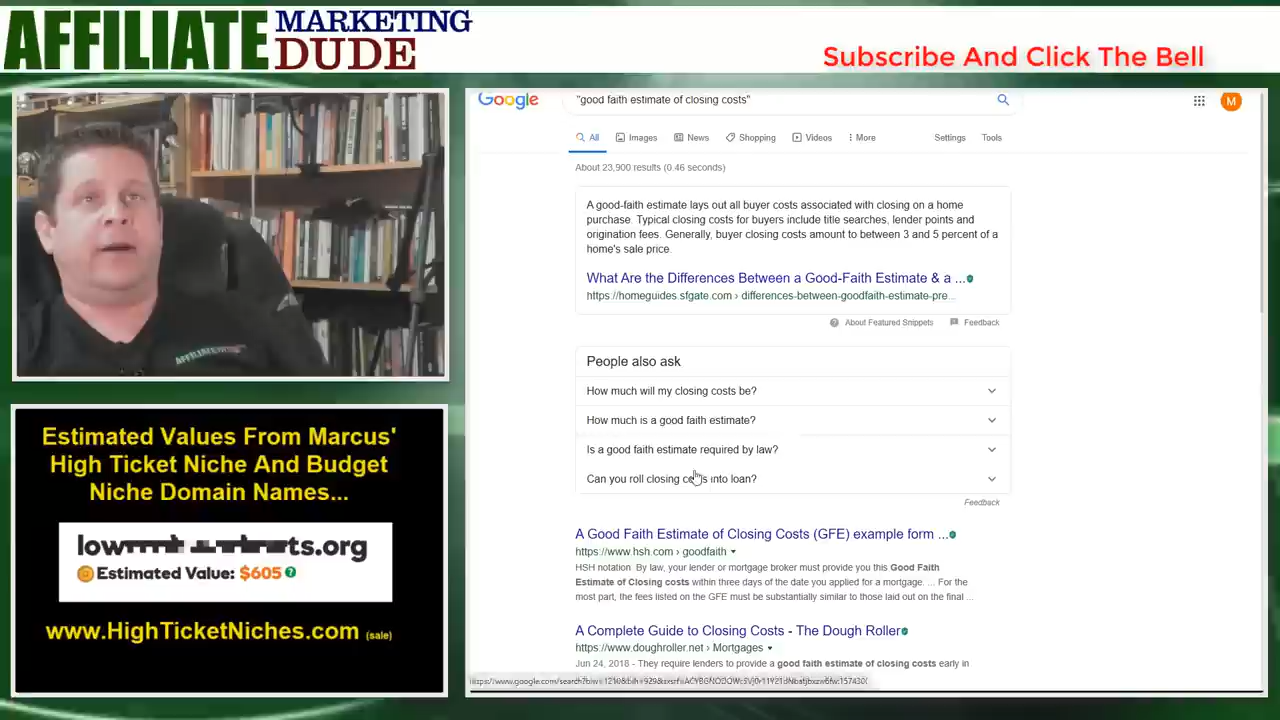 AFFILIATE MARKETING DUDE
Subscribe And Click The Bell
Google
"good faith estimate of closing costs"
M
All Images News Shopping Videos More Settings Tools
About 23,900 results (0.46 seconds)
A good-faith estimate lays out all buyer costs associated with closing on a home
purchase. Typical closing costs for buyers include title searches, lender points and
origination fees. Generally, buyer closing costs amount to between 3 and 5 percent of a
home's sale price.
What Are the Differences Between a Good-Faith Estimate & a ...
https://homeguides.sfgate.com › differences-between-goodfaith-estimate-pre...
About Featured Snippets Feedback
People also ask
How much will my closing costs be?
How much is a good faith estimate?
Is a good faith estimate required by law?
Can you roll closing costs into loan?
Feedback
A Good Faith Estimate of Closing Costs (GFE) example form ...
https://www.hsh.com › goodfaith
HSH notation By law, your lender or mortgage broker must provide you this Good Faith
Estimate of Closing costs within three days of the date you applied for a mortgage. ... For the
most part, the fees listed on the GFE must be substantially similar to those laid out on the final ...
A Complete Guide to Closing Costs - The Dough Roller
https://www.doughroller.net › Mortgages
Jun 24, 2018 - They require lenders to provide a good faith estimate of closing costs early in
Estimated Values From Marcus'
High Ticket Niche And Budget
Niche Domain Names...
low ts.org
Estimated Value: $605
www.HighTicketNiches.com (sale)